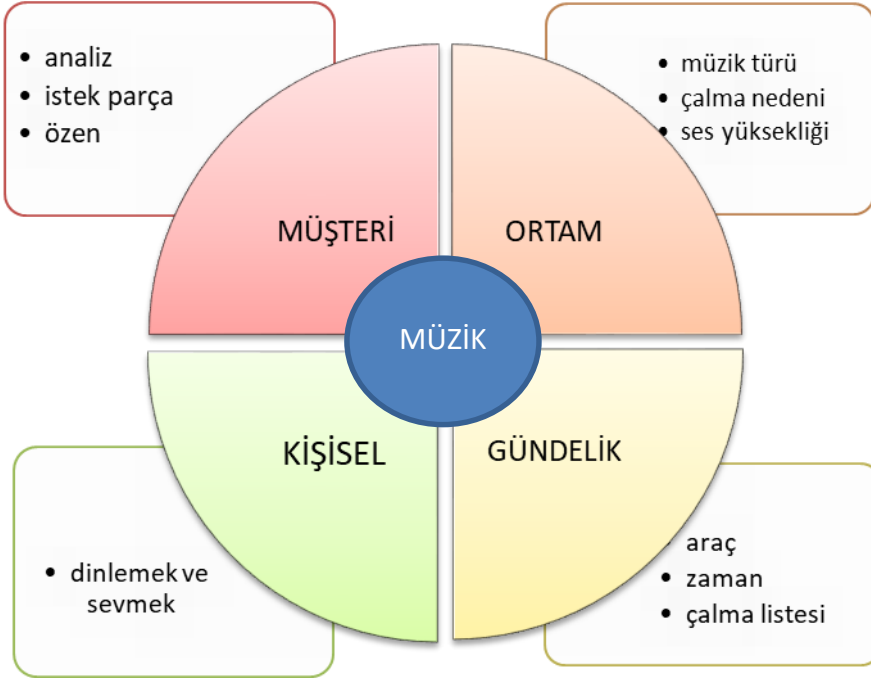 • analiz
• istek parça
• özen
• müzik türü
• çalma nedeni
• ses yüksekliği
MÜŞTERİ
ORTAM
MÜZİK
KİŞİSEL
GÜNDELİK
• dinlemek ve
sevmek
• araç
• zaman
• çalma listesi